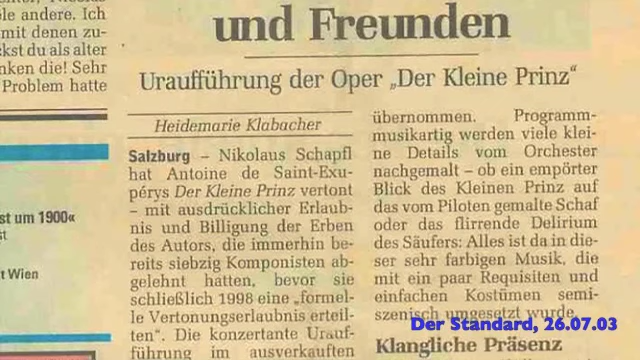 ele andere. Ich
mit denen zu-
ckst du als alter
nken die! Sehr
Problem hatte
st um 1900«
st
t Wien
und Freunden
Uraufführung der Oper „Der Kleine Prinz“
Heidemarie Klabacher
Salzburg – Nikolaus Schapfl
hat Antoine de Saint-Exu-
pérys Der Kleine Prinz vertont
– mit ausdrücklicher Erlaub-
nis und Billigung der Erben
des Autors, die immerhin be-
reits siebzig Komponisten ab-
gelehnt hatten, bevor sie
schließlich 1998 eine „formel-
le Vertonungserlaubnis erteil-
ten“. Die konzertante Urauf-
führung im ausverkauften
übernommen. Programm-
musikartig werden viele klei-
ne Details vom Orchester
nachgemalt – ob ein empörter
Blick des Kleinen Prinz auf
das vom Piloten gemalte Schaf
oder das flirrende Delirium
des Säufers: Alles ist da in die-
ser sehr farbigen Musik, die
mit ein paar Requisiten und
einfachen Kostümen semi-
szenisch umgesetzt wurde.
Der Standard, 26.07.03
Klangliche Präsenz